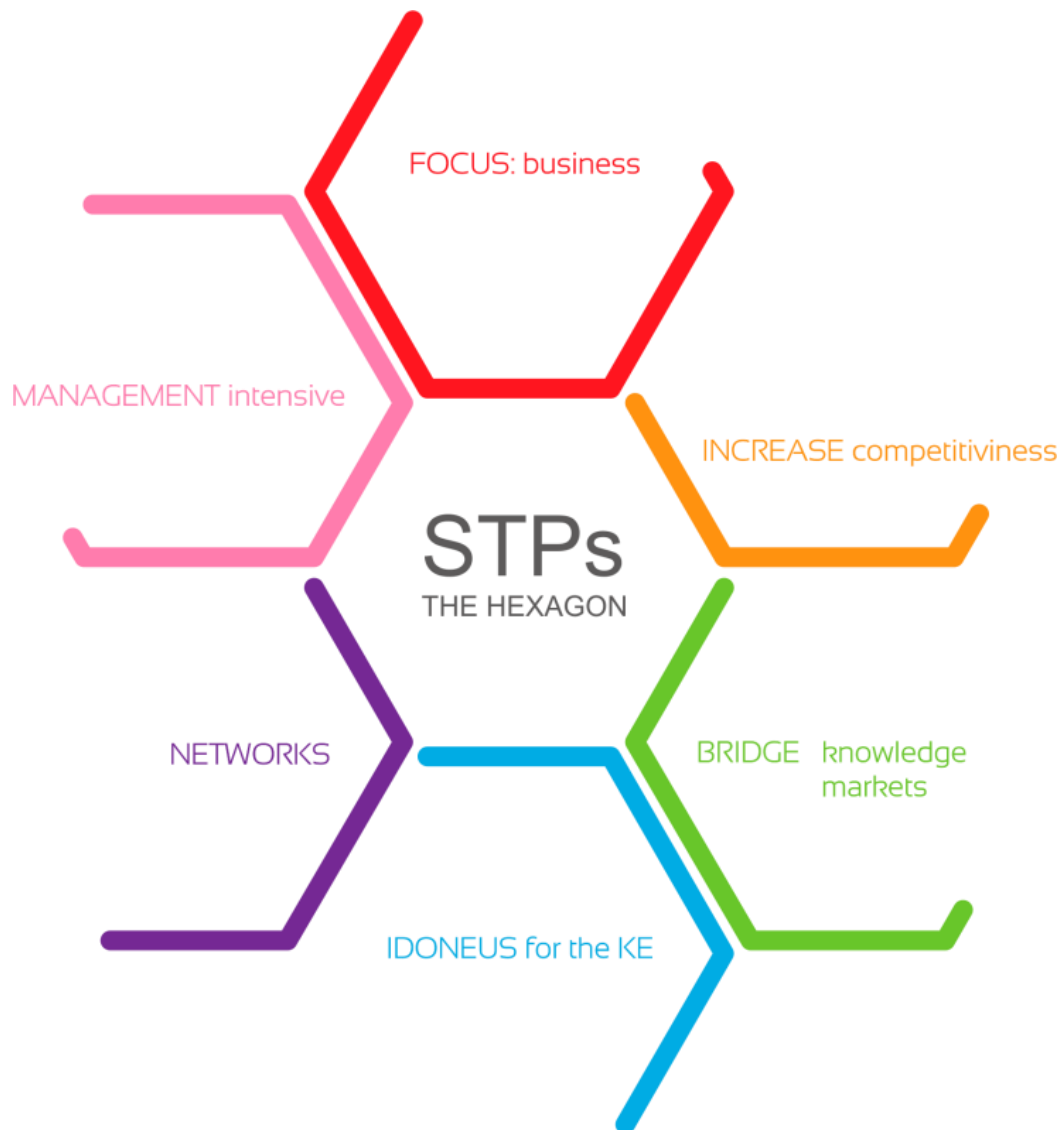 FOCUS: business
MANAGEMENT intensive
INCREASE competitiviness
STPs
THE HEXAGON
NETWORKS
BRIDGE knowledge
markets
IDONEUS for the KE